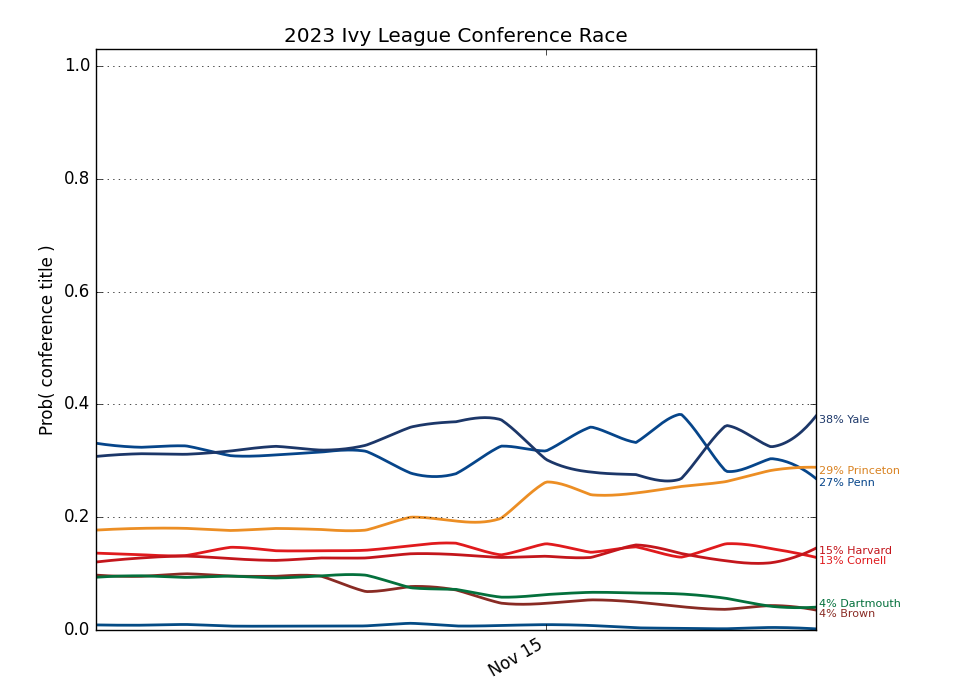 2023 Ivy League Conference Race
Prob( conference title )
1.0
0.8
0.6
0.4
0.2
0.0
Nov 15
38% Yale
29% Princeton
27% Penn
15% Harvard
13% Cornell
4% Dartmouth
4% Brown